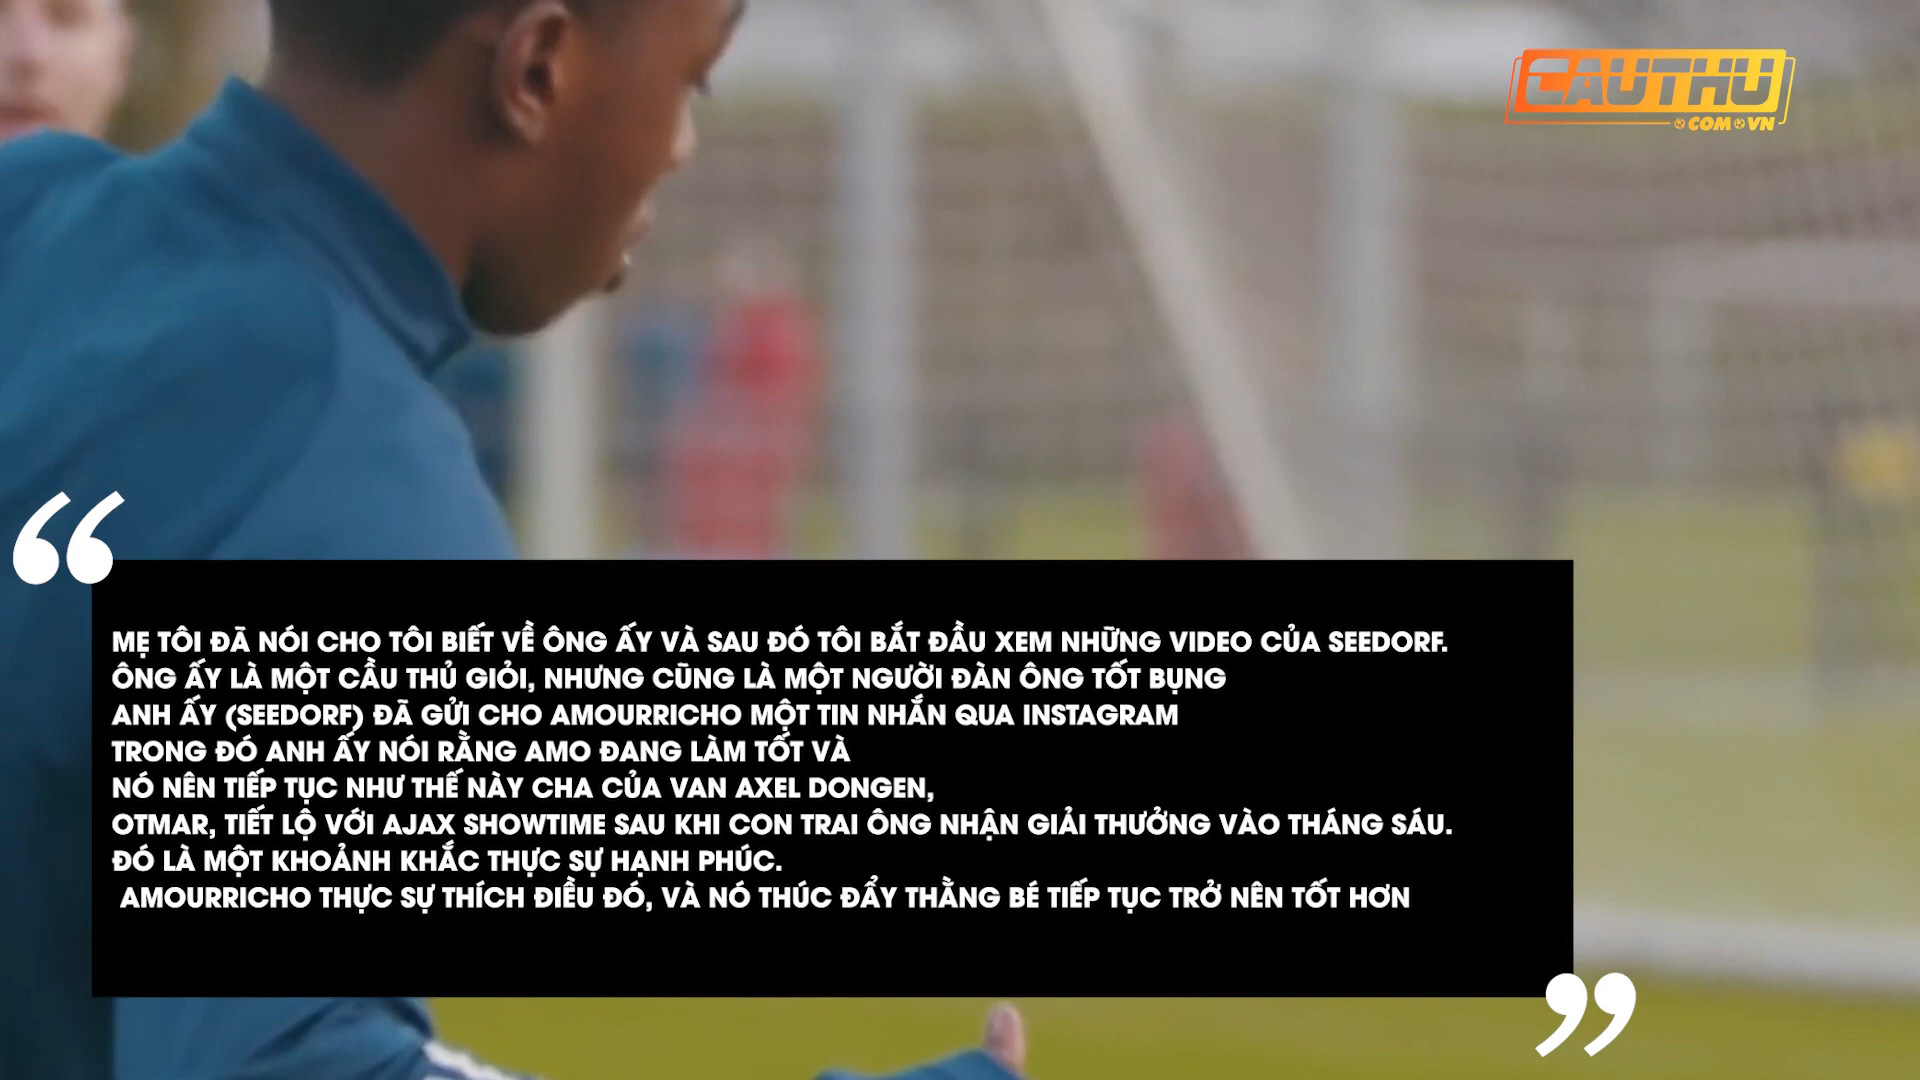 CAUTHU
COM VN
“
MẸ TÔI ĐÃ NÓI CHO TÔI BIẾT VỀ ÔNG ẤY VÀ SAU ĐÓ TÔI BẮT ĐẦU XEM NHỮNG VIDEO CỦA SEEDORF.
ÔNG ẤY LÀ MỘT CẦU THỦ GIỎI, NHƯNG CŨNG LÀ MỘT NGƯỜI ĐÀN ÔNG TỐT BỤNG
ANH ẤY (SEEDORF) ĐÃ GỬI CHO AMOURRICHO MỘT TIN NHẮN QUA INSTAGRAM
TRONG ĐÓ ANH ẤY NÓI RẰNG AMO ĐANG LÀM TỐT VÀ
NÓ NÊN TIẾP TỤC NHƯ THẾ NÀY CHA CỦA VAN AXEL DONGEN,
OTMAR, TIẾT LỘ VỚI AJAX SHOWTIME SAU KHI CON TRAI ÔNG NHẬN GIẢI THƯỞNG VÀO THÁNG SÁU.
ĐÓ LÀ MỘT KHOẢNH KHẮC THỰC SỰ HẠNH PHÚC.
AMOURRICHO THỰC SỰ THÍCH ĐIỀU ĐÓ, VÀ NÓ THÚC ĐẨY THẰNG BÉ TIẾP TỤC TRỞ NÊN TỐT HƠN
”